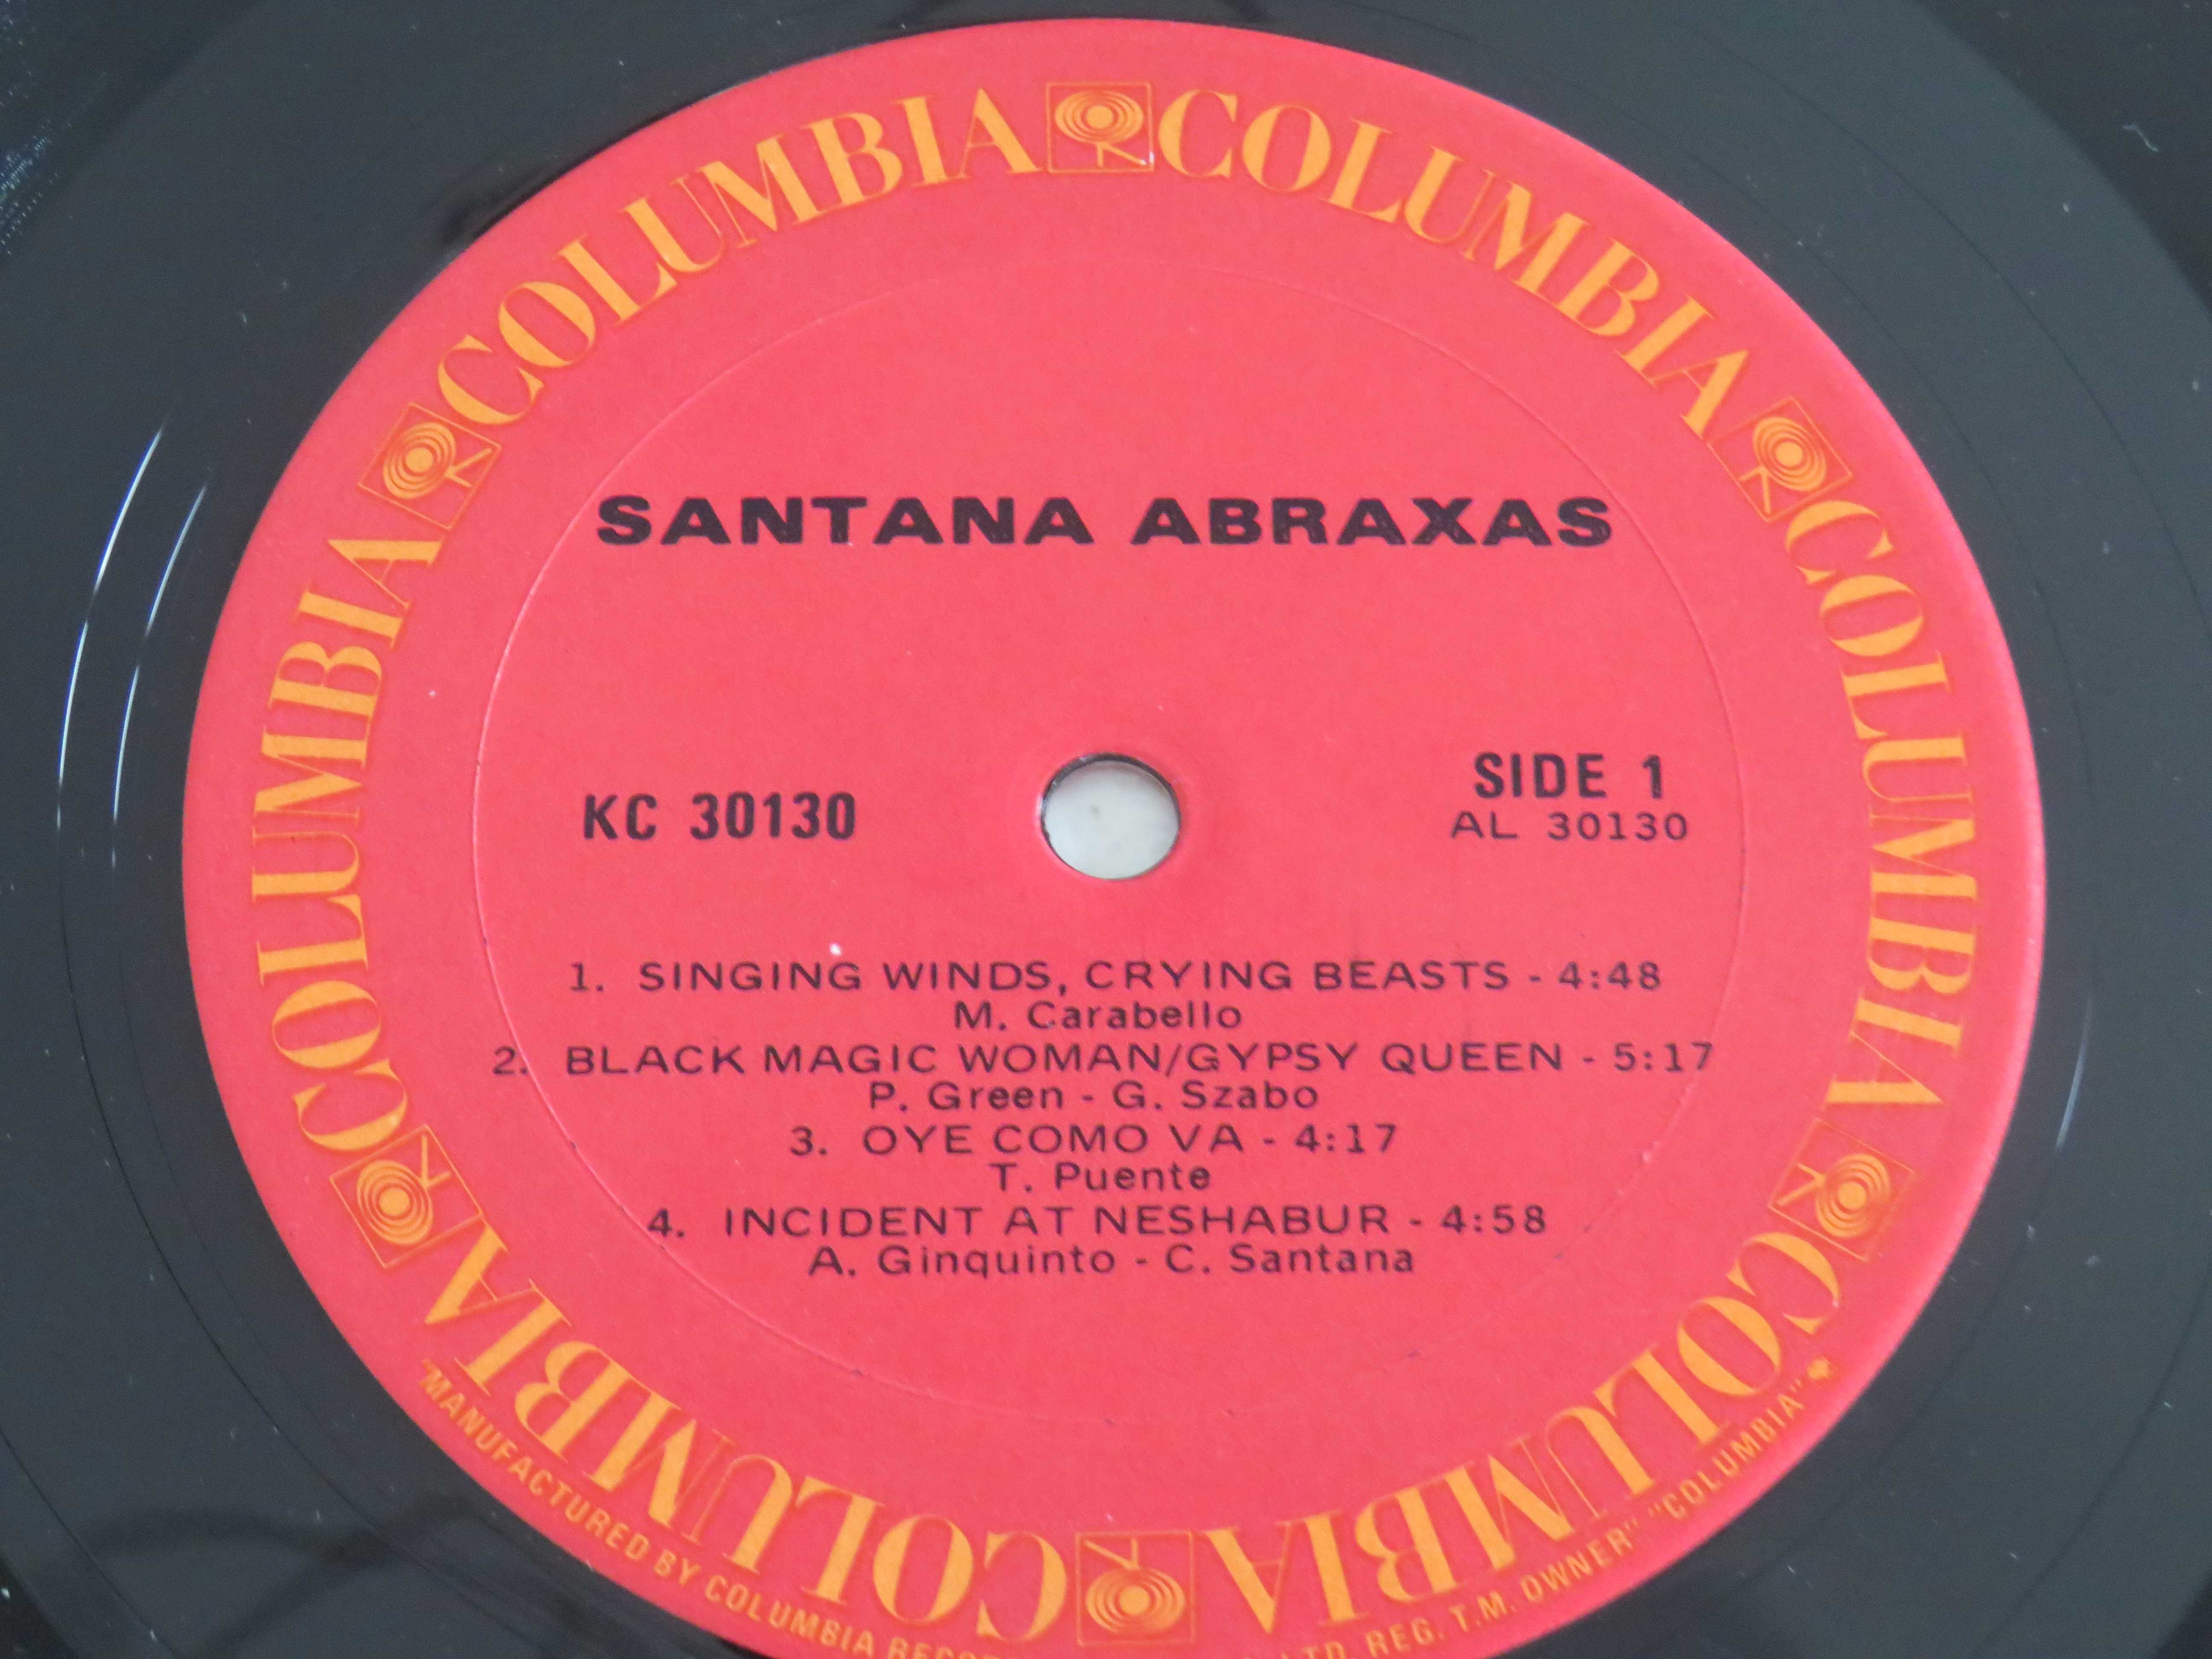 COLUMBIA COLUMBIA COLUMBIA COLUMBIA COLUMBIA COLUMBIA
SANTANA ABRAXAS
KC 30130
SIDE 1
AL 30130
1. SINGING WINDS, CRYING BEASTS - 4:48
M. Carabello
2. BLACK MAGIC WOMAN/GYPSY QUEEN - 5:17
P. Green - G. Szabo
3. OYE COMO VA - 4:17
T. Puente
4. INCIDENT AT NESHABUR - 4:58
A. Ginquinto - C. Santana
"MANUFACTURED BY COLUMBIA REG. T.M. OWNER" "COLUMBIA"